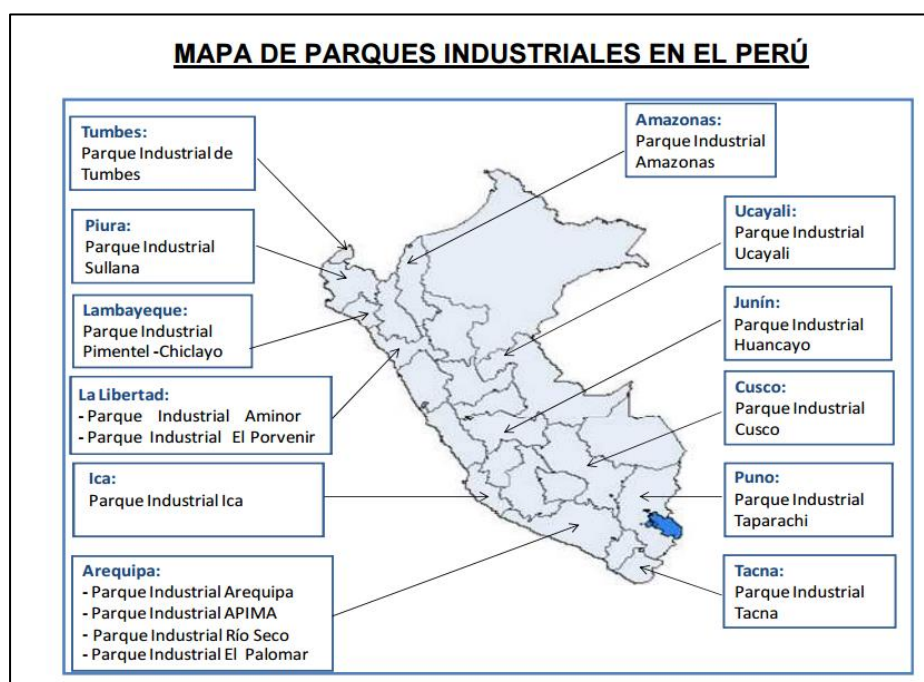 MAPA DE PARQUES INDUSTRIALES EN EL PERÚ
Tumbes:
Parque Industrial de
Tumbes
Piura:
Parque Industrial
Sullana
Lambayeque:
Parque Industrial
Pimentel -Chiclayo
La Libertad:
- Parque Industrial Aminor
- Parque Industrial El Porvenir
Ica:
Parque Industrial Ica
Arequipa:
- Parque Industrial Arequipa
- Parque Industrial APIMA
- Parque Industrial Río Seco
- Parque Industrial El Palomar
Amazonas:
Parque Industrial
Amazonas
Ucayali:
Parque Industrial
Ucayali
Junín:
Parque Industrial
Huancayo
Cusco:
Parque Industrial
Cusco
Puno:
Parque Industrial
Taparachi
Tacna:
Parque Industrial
Tacna